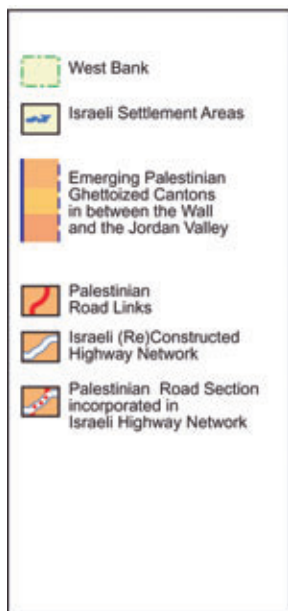 West Bank
Israeli Settlement Areas
Emerging Palestinian
Ghettoized Cantons
in between the Wall
and the Jordan Valley
Palestinian
Road Links
Israeli (Re)Constructed
Highway Network
Palestinian Road Section
incorporated in
Israeli Highway Network